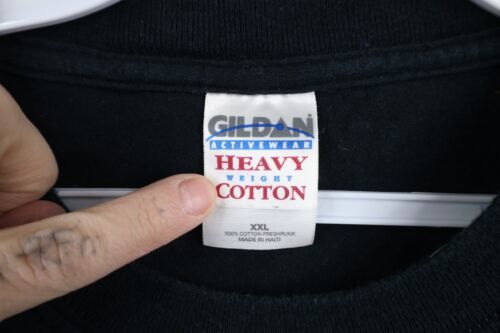 GILDAN
ACTIVEWEAR
HEAVY
WEIGHT
COTTON
XXL
100% COTTON PRESHRUNK
MADE IN HAITI